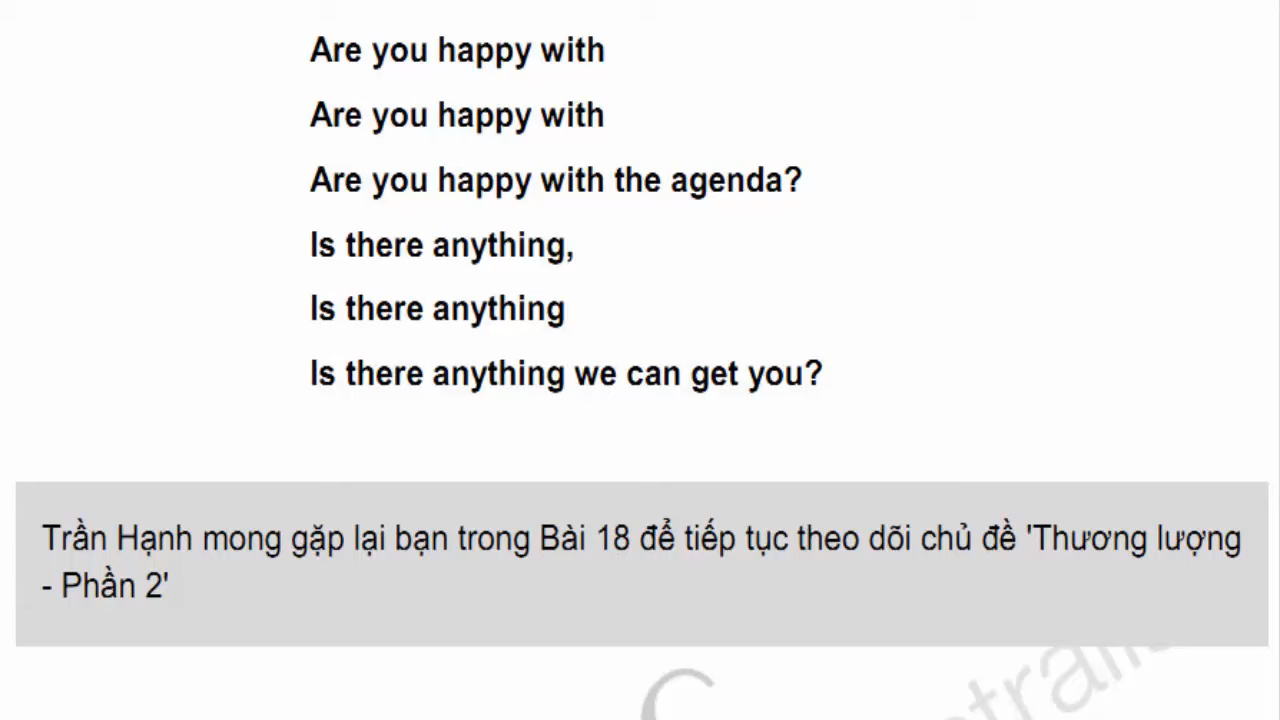 Are you happy with
Are you happy with
Are you happy with the agenda?
Is there anything,
Is there anything
Is there anything we can get you?
Trần Hạnh mong gặp lại bạn trong Bài 18 để tiếp tục theo dõi chủ đề 'Thương lượng
- Phần 2'